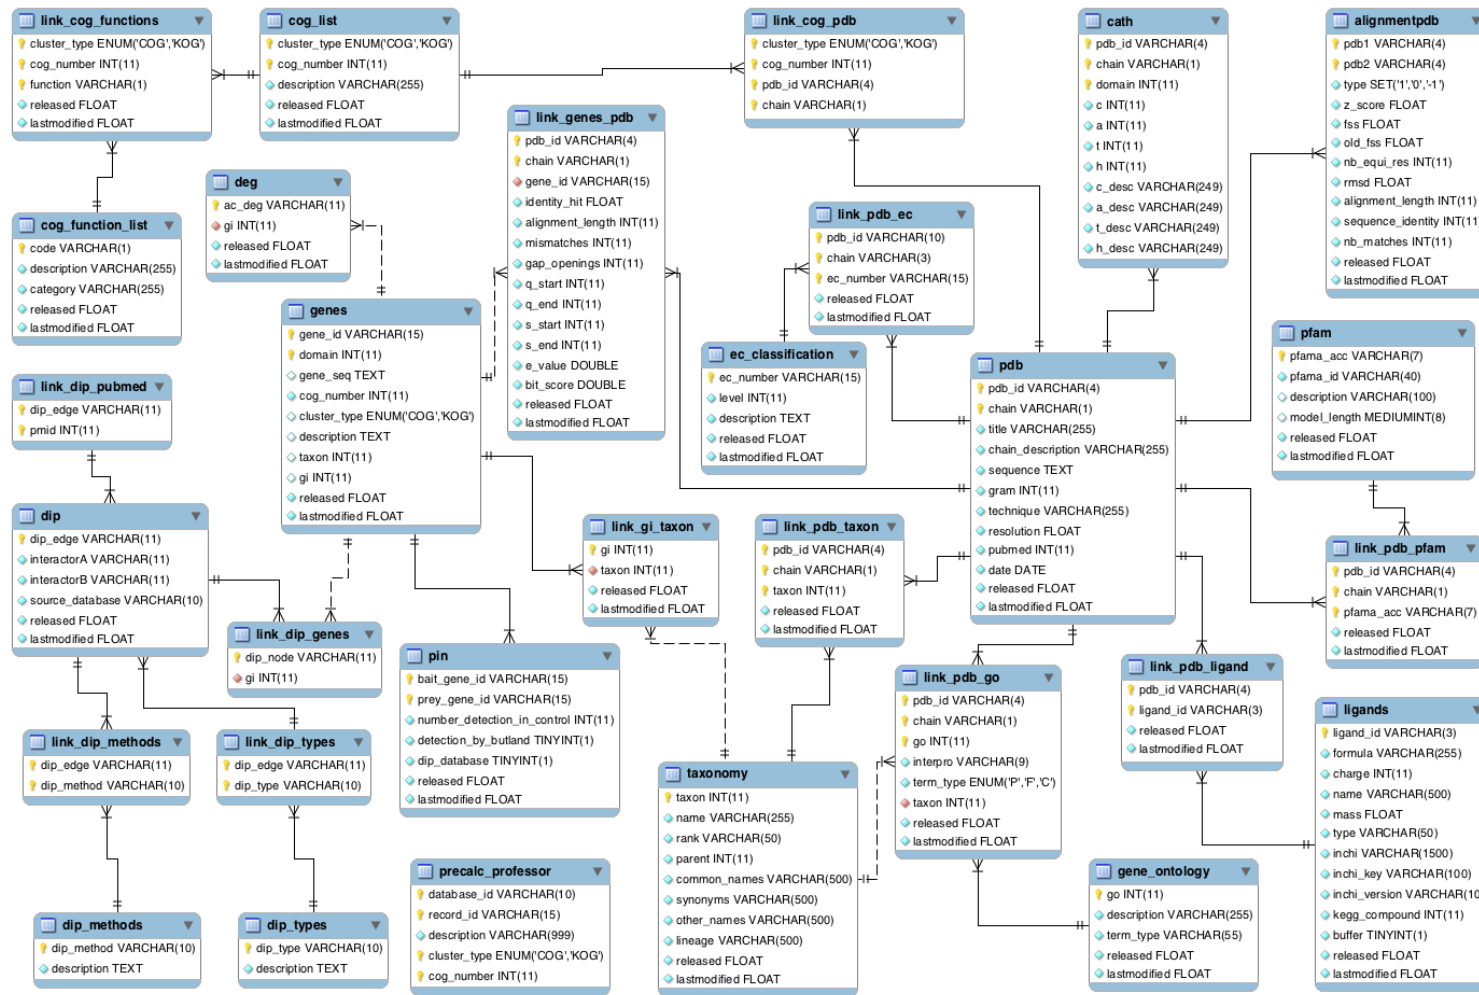 link_cog_functions
cluster_type ENUM('COG','KOG')
cog_number INT(11)
function VARCHAR(1)
released FLOAT
lastmodified FLOAT
cog_list
cluster_type ENUM('COG','KOG')
cog_number INT(11)
description VARCHAR(255)
released FLOAT
lastmodified FLOAT
link_cog_pdb
cluster_type ENUM('COG','KOG')
cog_number INT(11)
pdb_id VARCHAR(4)
chain VARCHAR(1)
cath
pdb_id VARCHAR(4)
chain VARCHAR(1)
domain INT(11)
c INT(11)
a INT(11)
t INT(11)
h INT(11)
c_desc VARCHAR(249)
a_desc VARCHAR(249)
t_desc VARCHAR(249)
h_desc VARCHAR(249)
alignmentpdb
pdb1 VARCHAR(4)
pdb2 VARCHAR(4)
type SET('1','0','-1')
z_score FLOAT
fss FLOAT
old_fss FLOAT
nb_equi_res INT(11)
rmsd FLOAT
alignment_length INT(11)
sequence_identity INT(11
nb_matches INT(11)
released FLOAT
lastmodified FLOAT
link_genes_pdb
pdb_id VARCHAR(4)
chain VARCHAR(1)
gene_id VARCHAR(15)
identity_hit FLOAT
alignment_length INT(11)
mismatches INT(11)
gap_openings INT(11)
q_start INT(11)
q_end INT(11)
s_start INT(11)
s_end INT(11)
e_value DOUBLE
bit_score DOUBLE
released FLOAT
lastmodified FLOAT
deg
ac_deg VARCHAR(11)
gi INT(11)
released FLOAT
lastmodified FLOAT
cog_function_list
code VARCHAR(1)
description VARCHAR(255)
category VARCHAR(255)
released FLOAT
lastmodified FLOAT
link_pdb_ec
pdb_id VARCHAR(10)
chain VARCHAR(3)
ec_number VARCHAR(15)
released FLOAT
lastmodified FLOAT
genes
gene_id VARCHAR(15)
domain INT(11)
gene_seq TEXT
cog_number INT(11)
cluster_type ENUM('COG','KOG')
description TEXT
taxon INT(11)
gi INT(11)
released FLOAT
lastmodified FLOAT
ec_classification
ec_number VARCHAR(15)
level INT(11)
description TEXT
released FLOAT
lastmodified FLOAT
pdb
pdb_id VARCHAR(4)
chain VARCHAR(1)
title VARCHAR(255)
chain_description VARCHAR(255)
sequence TEXT
gram INT(11)
technique VARCHAR(255)
resolution FLOAT
pubmed INT(11)
date DATE
released FLOAT
lastmodified FLOAT
pfam
pfama_acc VARCHAR(7)
pfama_id VARCHAR(40)
description VARCHAR(100)
model_length MEDIUMINT(8)
released FLOAT
lastmodified FLOAT
link_dip_pubmed
dip_edge VARCHAR(11)
pmid INT(11)
dip
dip_edge VARCHAR(11)
interactorA VARCHAR(11)
interactorB VARCHAR(11)
source_database VARCHAR(10)
released FLOAT
lastmodified FLOAT
link_gi_taxon
gi INT(11)
taxon INT(11)
released FLOAT
lastmodified FLOAT
link_pdb_taxon
pdb_id VARCHAR(4)
chain VARCHAR(1)
taxon INT(11)
released FLOAT
lastmodified FLOAT
link_pdb_pfam
pdb_id VARCHAR(4)
chain VARCHAR(1)
pfama_acc VARCHAR(7)
released FLOAT
lastmodified FLOAT
link_dip_genes
dip_node VARCHAR(11)
gi INT(11)
pin
bait_gene_id VARCHAR(15)
prey_gene_id VARCHAR(15)
number_detection_in_control INT(11)
detection_by_butland TINYINT(1)
dip_database TINYINT(1)
released FLOAT
lastmodified FLOAT
link_pdb_go
pdb_id VARCHAR(4)
chain VARCHAR(1)
go INT(11)
interpro VARCHAR(9)
term_type ENUM('P','F','C')
taxon INT(11)
released FLOAT
lastmodified FLOAT
link_pdb_ligand
pdb_id VARCHAR(4)
ligand_id VARCHAR(3)
released FLOAT
lastmodified FLOAT
ligands
ligand_id VARCHAR(3)
formula VARCHAR(255)
charge INT(11)
name VARCHAR(500)
mass FLOAT
type VARCHAR(50)
inchi VARCHAR(1500)
inchi_key VARCHAR(100)
inchi_version VARCHAR(10
kegg_compound INT(11)
buffer TINYINT(1)
released FLOAT
lastmodified FLOAT
link_dip_methods
dip_edge VARCHAR(11)
dip_method VARCHAR(10)
link_dip_types
dip_edge VARCHAR(11)
dip_type VARCHAR(10)
taxonomy
taxon INT(11)
name VARCHAR(255)
rank VARCHAR(50)
parent INT(11)
common_names VARCHAR(500)
synonyms VARCHAR(500)
other_names VARCHAR(500)
lineage VARCHAR(500)
released FLOAT
lastmodified FLOAT
precalc_professor
database_id VARCHAR(10)
record_id VARCHAR(15)
description VARCHAR(999)
cluster_type ENUM('COG','KOG')
cog_number INT(11)
gene_ontology
go INT(11)
description VARCHAR(255)
term_type VARCHAR(55)
released FLOAT
lastmodified FLOAT
dip_methods
dip_method VARCHAR(10)
description TEXT
dip_types
dip_type VARCHAR(10)
description TEXT